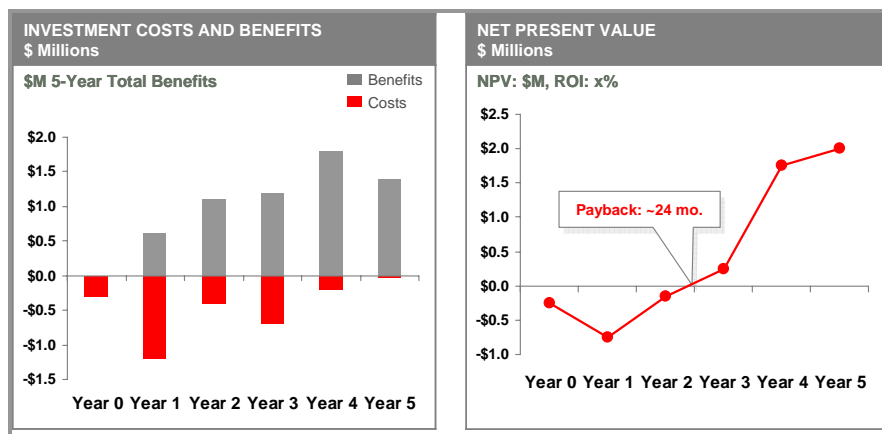 INVESTMENT COSTS AND BENEFITS
$ Millions
$M 5-Year Total Benefits
Benefits
Costs
$2.0
$1.5
$1.0
$0.5
$0.0
-$0.5
-$1.0
-$1.5
Year 0 Year 1 Year 2 Year 3 Year 4 Year 5
NET PRESENT VALUE
$ Millions
NPV: $M, ROI: x%
$2.5
$2.0
$1.5
$1.0
$0.5
$0.0
-$0.5
-$1.0
Payback: ~24 mo.
Year 0 Year 1 Year 2 Year 3 Year 4 Year 5